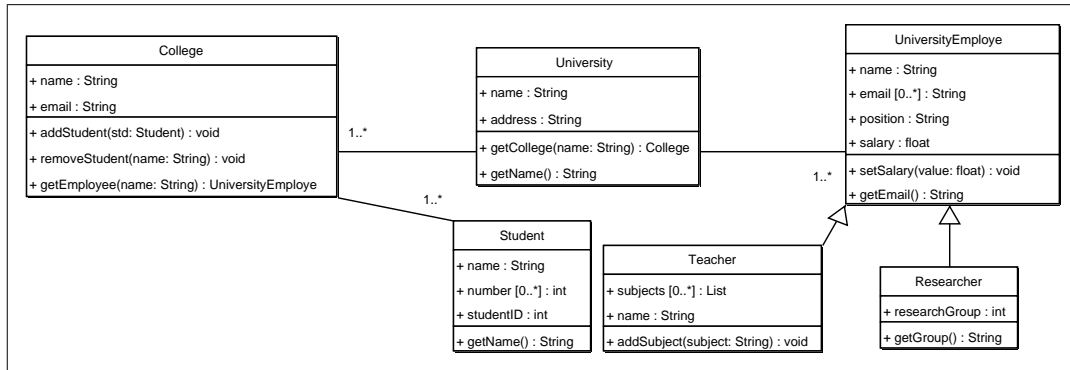 College
+ name : String
+ email : String
+ addStudent(std: Student) : void
+ removeStudent(name: String) : void
+ getEmployee(name: String) : UniversityEmploye
1..*
University
+ name : String
+ address : String
+ getCollege(name: String) : College
+ getName() : String
1..*
UniversityEmploye
+ name : String
+ email [0..*] : String
+ position : String
+ salary : float
+ setSalary(value: float) : void
+ getEmail() : String
1..*
Student
+ name : String
+ number [0..*] : int
+ studentID : int
+ getName() : String
Teacher
+ subjects [0..*] : List
+ name : String
+ addSubject(subject: String) : void
Researcher
+ researchGroup : int
+ getGroup() : String